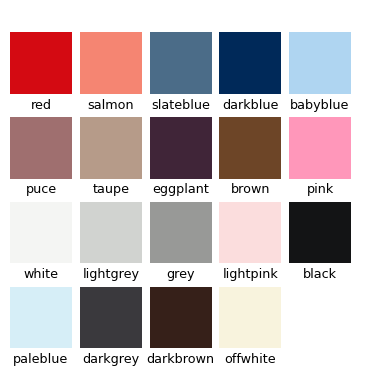 red salmon slateblue darkblue babyblue
puce taupe eggplant brown pink
white lightgrey grey lightpink black
paleblue darkgrey darkbrown offwhite